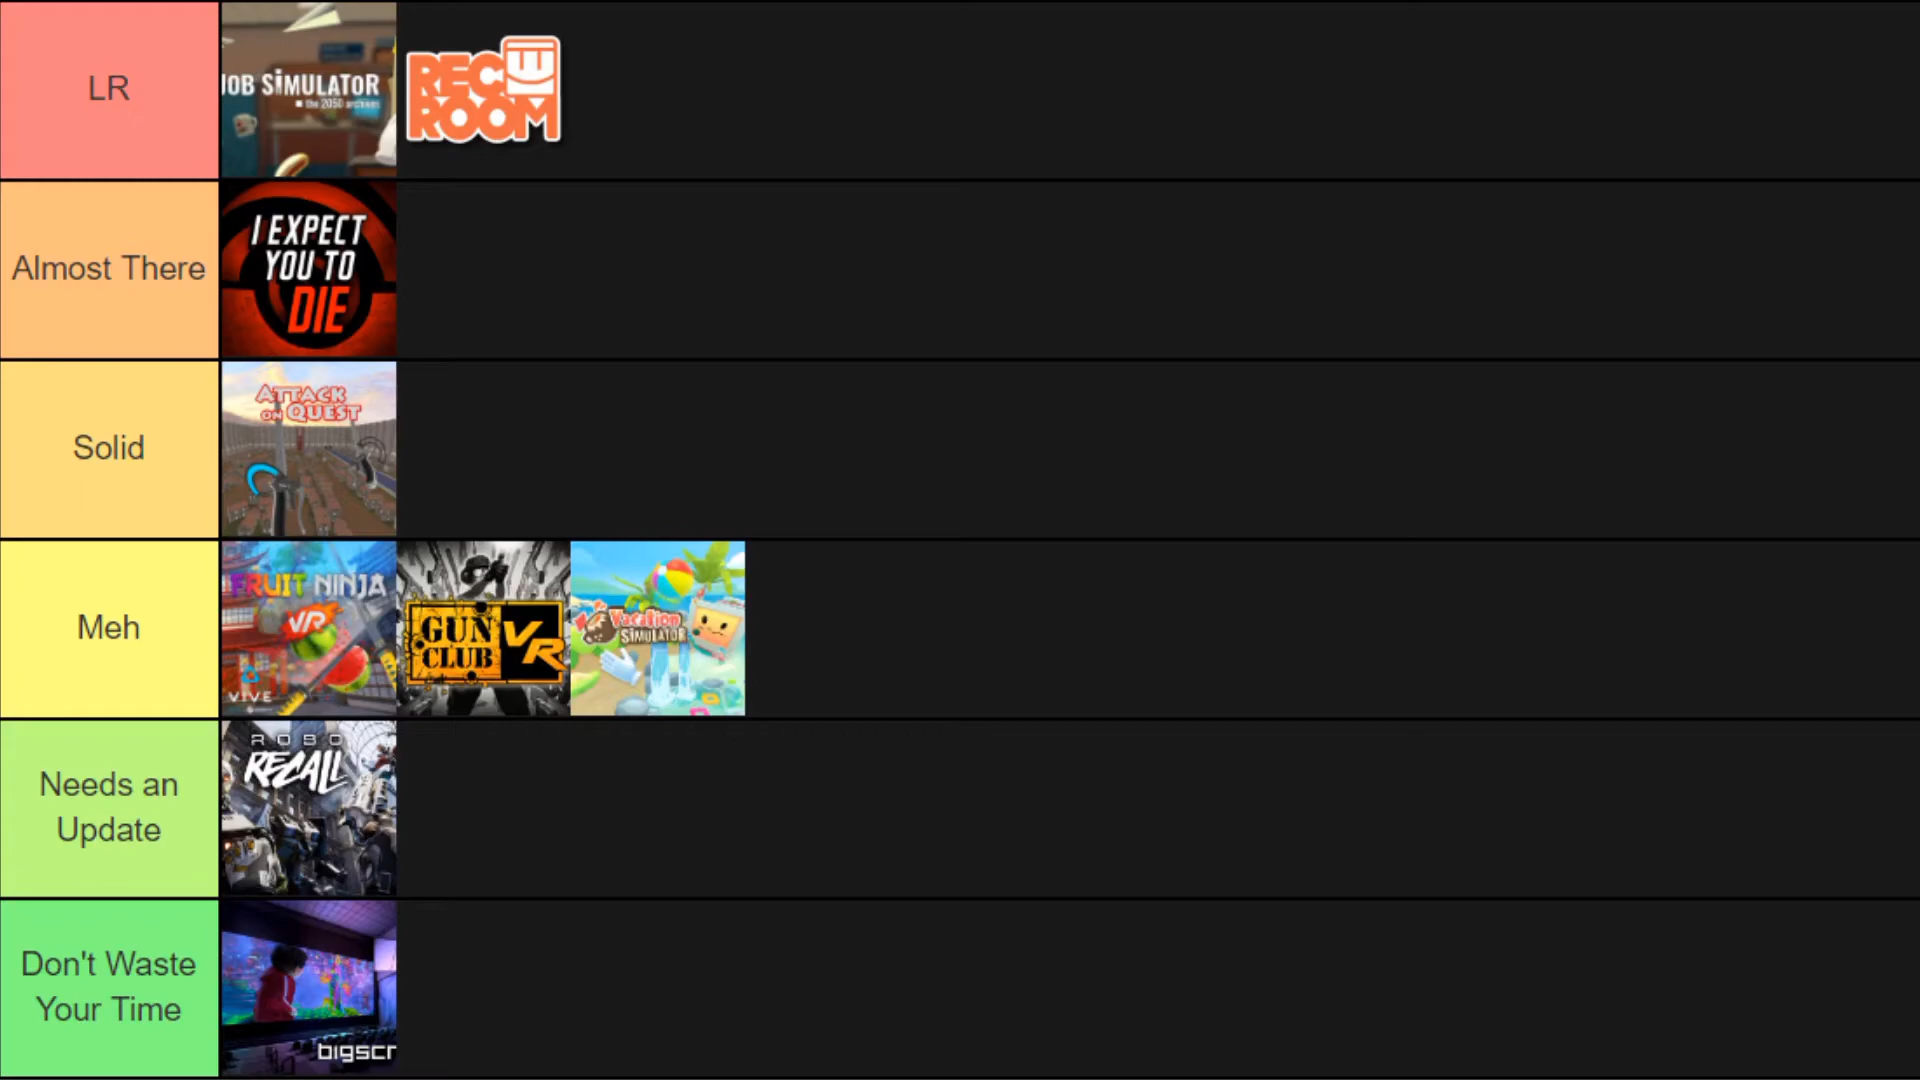 LR
JOB SiMULAToR
the 2050 archives
REC
ROOM
Almost There
I EXPECT
YOU TO
DIE
Solid
ATTACK
ON QUEST
Meh
FRUIT NINJA
VR
VIVE
GUN
CLUB
VR
Vacation
SiMULAToR
Needs an
Update
ROBO
RECALL
Don't Waste
Your Time
bigscr